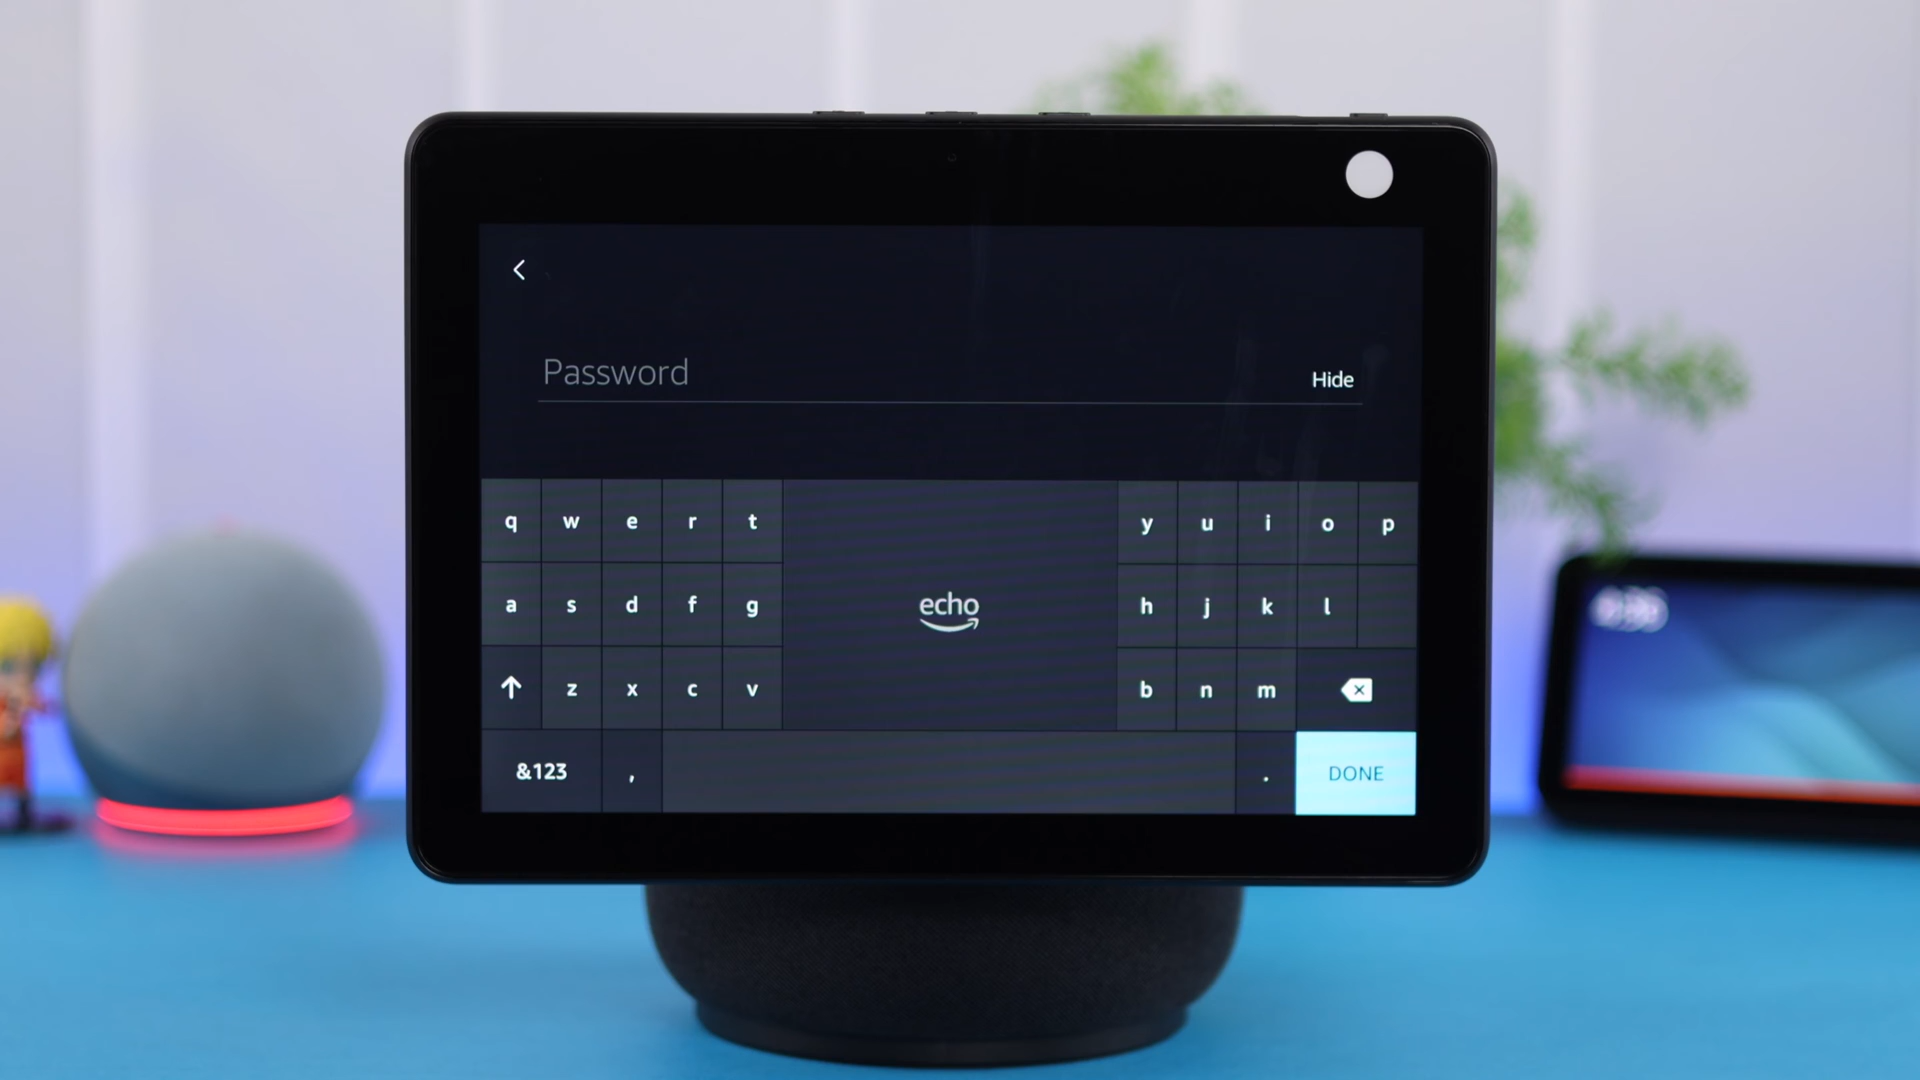 Password
Hide
q w e r t y u i o p
a s d f g echo h j k l
z x c v b n m
&123 , . DONE